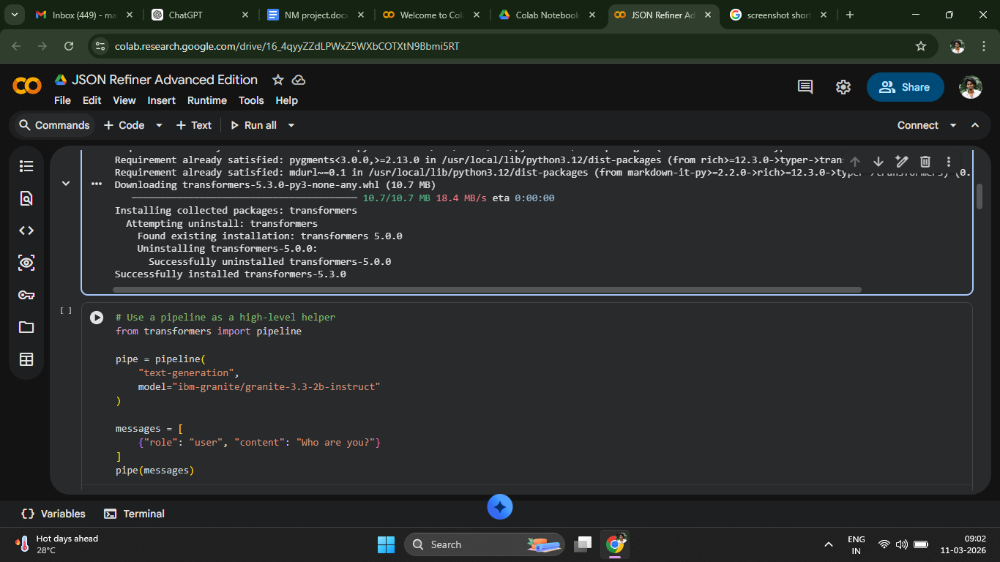 Inbox (449) - ma
ChatGPT
NM project.docx
Welcome to Cola
Colab Notebook
JSON Refiner Ad
screenshot short
colab.research.google.com/drive/16_4qyyZZdLPWxZ5WXbCOTXtN9Bbmi5RT
JSON Refiner Advanced Edition
File Edit View Insert Runtime Tools Help
Share
Commands + Code + Text Run all
Connect
Requirement already satisfied: pygments<3.0.0,>=2.13.0 in /usr/local/lib/python3.12/dist-packages (from rich>=12.3.0->typer->tran
Requirement already satisfied: mdurl~=0.1 in /usr/local/lib/python3.12/dist-packages (from markdown-it-py>=2.2.0->rich>=12.3.0->typer->transformers) (0.
Downloading transformers-5.3.0-py3-none-any.whl (10.7 MB)
10.7/10.7 MB 18.4 MB/s eta 0:00:00
Installing collected packages: transformers
Attempting uninstall: transformers
Found existing installation: transformers 5.0.0
Uninstalling transformers-5.0.0:
Successfully uninstalled transformers-5.0.0
Successfully installed transformers-5.3.0
[ ]
# Use a pipeline as a high-level helper
from transformers import pipeline
pipe = pipeline(
"text-generation",
model="ibm-granite/granite-3.3-2b-instruct"
)
messages = [
{"role": "user", "content": "Who are you?"}
]
pipe(messages)
Variables
Terminal
Hot days ahead
28°C
Search
ENG
IN
09:02
11-03-2026